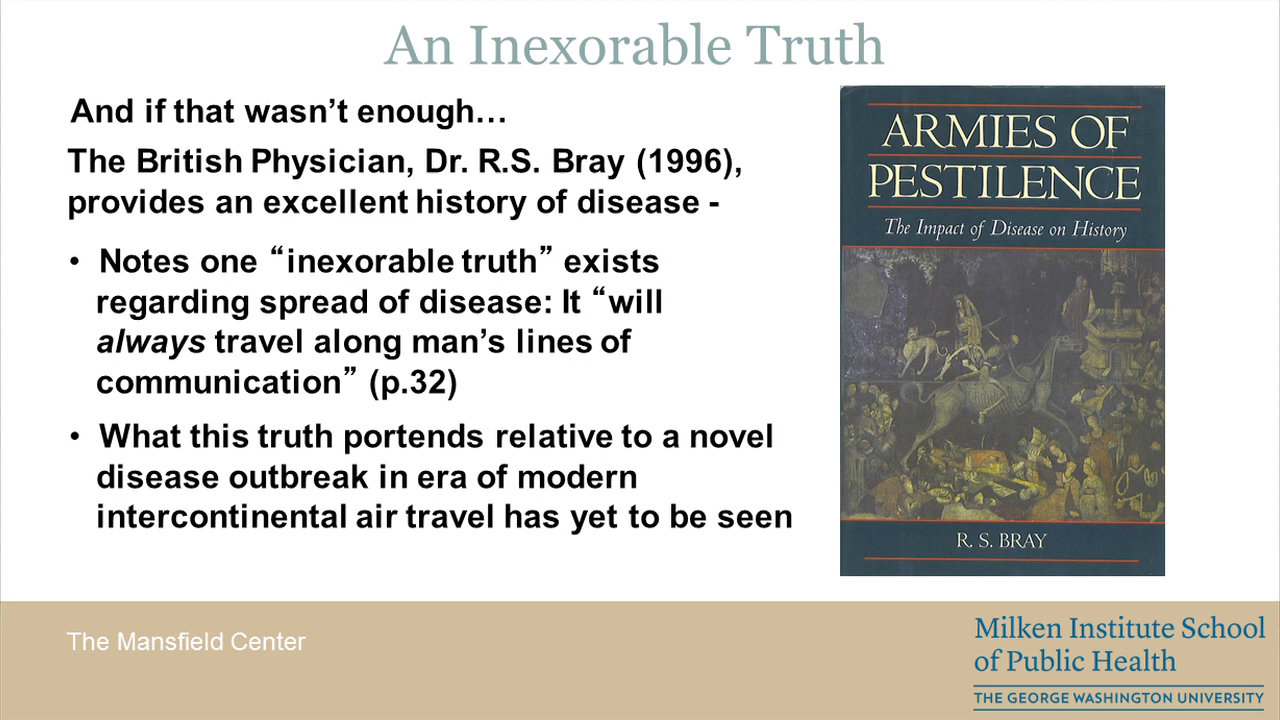 An Inexorable Truth
And if that wasn’t enough…
The British Physician, Dr. R.S. Bray (1996),
provides an excellent history of disease -
• Notes one “inexorable truth” exists
regarding spread of disease: It “will
always travel along man’s lines of
communication” (p.32)
• What this truth portends relative to a novel
disease outbreak in era of modern
intercontinental air travel has yet to be seen
ARMIES OF
PESTILENCE
The Impact of Disease on History
R. S. BRAY
The Mansfield Center
Milken Institute School
of Public Health
THE GEORGE WASHINGTON UNIVERSITY